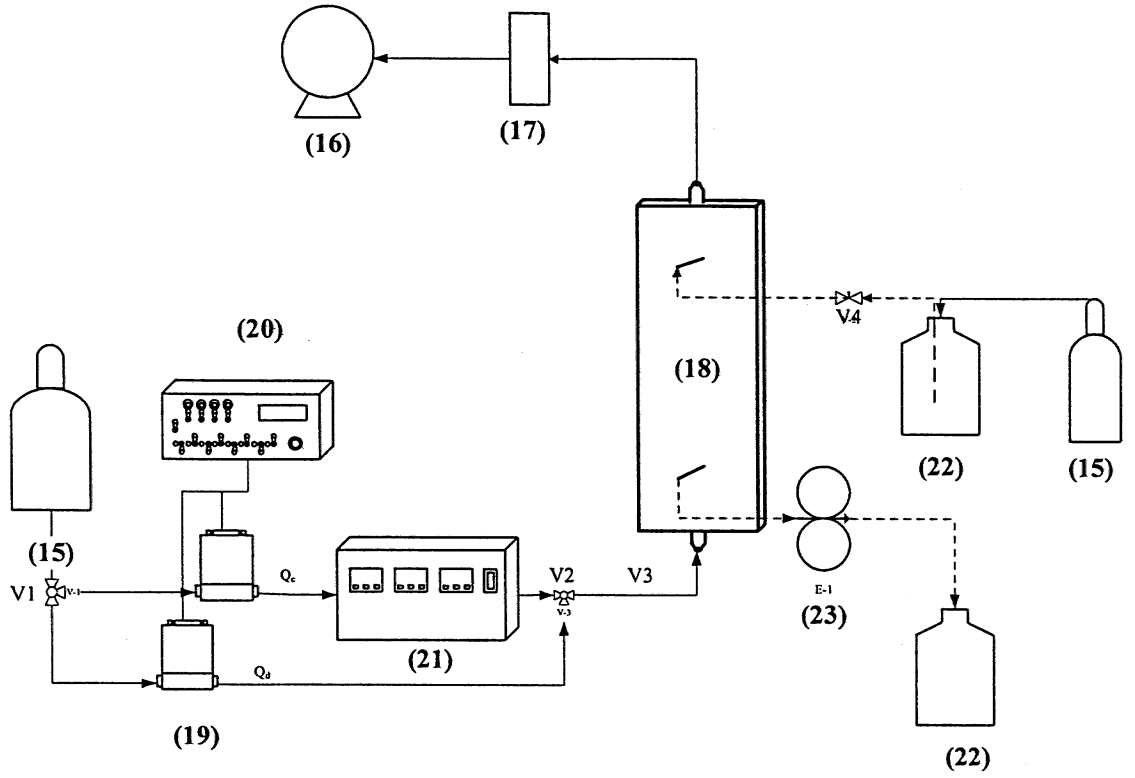 (16)
(17)
(20)
V-4
(18)
(22)
(15)
(15)
V1
V-1
Qc
V2
V-3
V3
E-1
(23)
(21)
Qd
(19)
(22)